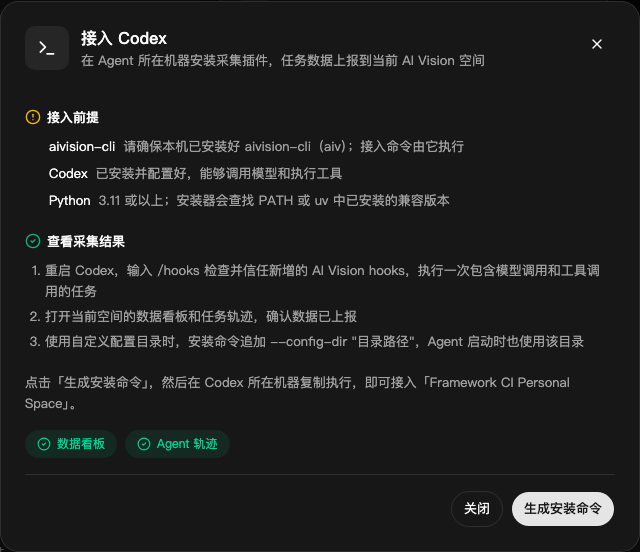 接入 Codex
在 Agent 所在机器安装采集插件，任务数据上报到当前 AI Vision 空间
接入前提
aivision-cli 请确保本机已安装好 aivision-cli（aiv）；接入命令由它执行
Codex 已安装并配置好，能够调用模型和执行工具
Python 3.11 或以上；安装器会查找 PATH 或 uv 中已安装的兼容版本
查看采集结果
1. 重启 Codex，输入 /hooks 检查并信任新增的 AI Vision hooks，执行一次包含模型调用和工具调
用的任务
2. 打开当前空间的数据看板和任务轨迹，确认数据已上报
3. 使用自定义配置目录时，安装命令追加 --config-dir "目录路径"，Agent 启动时也使用该目录
点击「生成安装命令」，然后在 Codex 所在机器复制执行，即可接入「Framework CI Personal
Space」。
数据看板 Agent 轨迹
关闭 生成安装命令